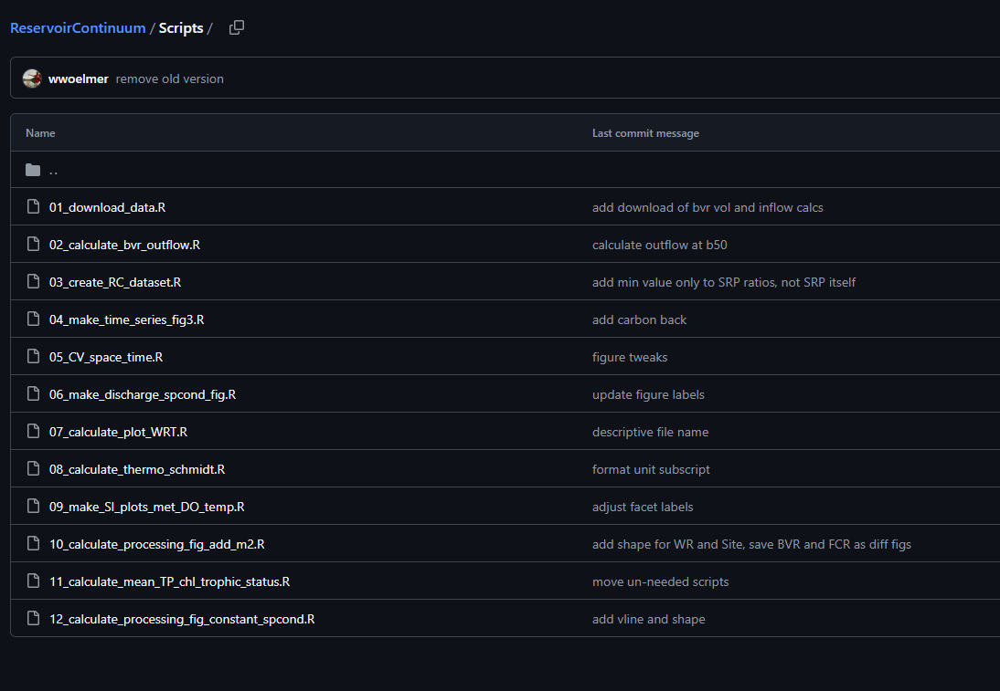 ReservoirContinuum / Scripts /
wwoelmer remove old version
Name Last commit message
..
01_download_data.R add download of bvr vol and inflow calcs
02_calculate_bvr_outflow.R calculate outflow at b50
03_create_RC_dataset.R add min value only to SRP ratios, not SRP itself
04_make_time_series_fig3.R add carbon back
05_CV_space_time.R figure tweaks
06_make_discharge_spcond_fig.R update figure labels
07_calculate_plot_WRT.R descriptive file name
08_calculate_thermo_schmidt.R format unit subscript
09_make_SI_plots_met_DO_temp.R adjust facet labels
10_calculate_processing_fig_add_m2.R add shape for WR and Site, save BVR and FCR as diff figs
11_calculate_mean_TP_chl_trophic_status.R move un-needed scripts
12_calculate_processing_fig_constant_spcond.R add vline and shape